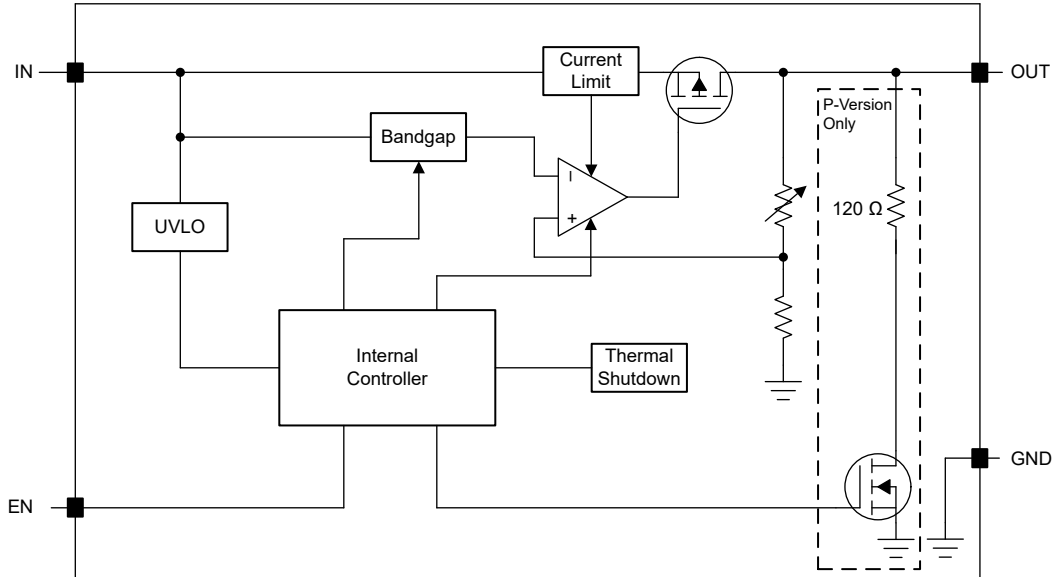 IN
Current
Limit
OUT
P-Version
Only
Bandgap
120 Ω
UVLO
+
Internal
Controller
Thermal
Shutdown
GND
EN